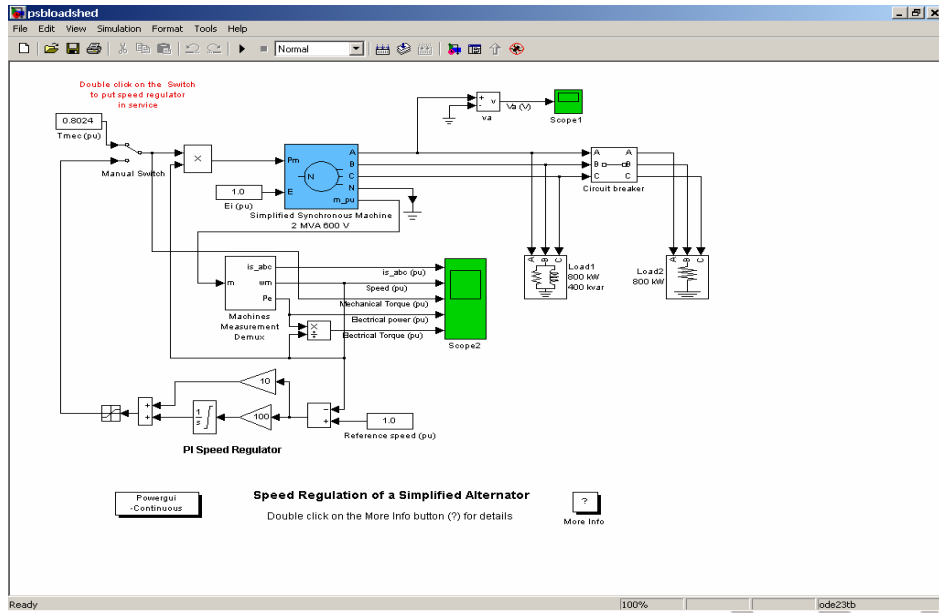 psbloadshed
File Edit View Simulation Format Tools Help
Normal
Double click on the Switch
to put speed regulator
in service
0.8024
Tmec (pu)
Manual Switch
×
1.0
Ei (pu)
Pm
E
N
A
B
C
N
m_pu
Simplified Synchronous Machine
2 MVA 600 V
+
-
v
va
Va (V)
Scope1
A
B
C
A
B
C
Circuit breaker
A
B
C
Load1
800 kW
400 kvar
A
B
C
Load2
800 kW
m
is_abc
wm
Pe
Machines
Measurement
Demux
×
÷
is_abc (pu)
Speed (pu)
Mechanical Torque (pu)
Electrical power (pu)
Electrical Torque (pu)
Scope2
+
+
1
s
10
100
−
+
1.0
Reference speed (pu)
PI Speed Regulator
Powergui
-Continuous
Speed Regulation of a Simplified Alternator
Double click on the More Info button (?) for details
?
More Info
Ready
100%
ode23tb